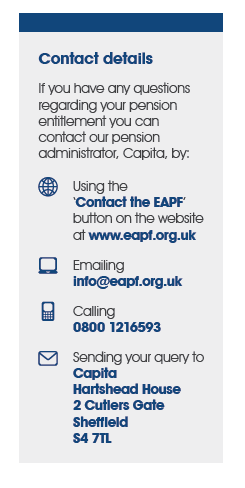 Contact details
If you have any questions
regarding your pension
entitlement you can
contact our pension
administrator, Capita, by:
Using the
‘Contact the EAPF’
button on the website
at www.eapf.org.uk
Emailing
info@eapf.org.uk
Calling
0800 1216593
Sending your query to
Capita
Hartshead House
2 Cutlers Gate
Sheffield
S4 7TL